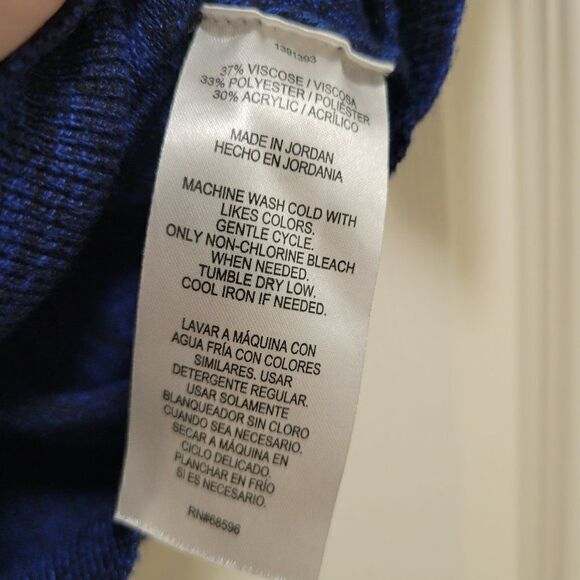 1391393
37% VISCOSE / VISCOSA
33% POLYESTER / POLIÉSTER
30% ACRYLIC / ACRÍLICO
MADE IN JORDAN
HECHO EN JORDANIA
MACHINE WASH COLD WITH
LIKES COLORS.
GENTLE CYCLE.
ONLY NON-CHLORINE BLEACH
WHEN NEEDED.
TUMBLE DRY LOW.
COOL IRON IF NEEDED.
LAVAR A MÁQUINA CON
AGUA FRÍA CON COLORES
SIMILARES. USAR
DETERGENTE REGULAR.
USAR SOLAMENTE
BLANQUEADOR SIN CLORO
CUANDO SEA NECESARIO.
SECAR A MÁQUINA EN
CICLO DELICADO.
PLANCHAR EN FRÍO
SI ES NECESARIO.
RN#68596